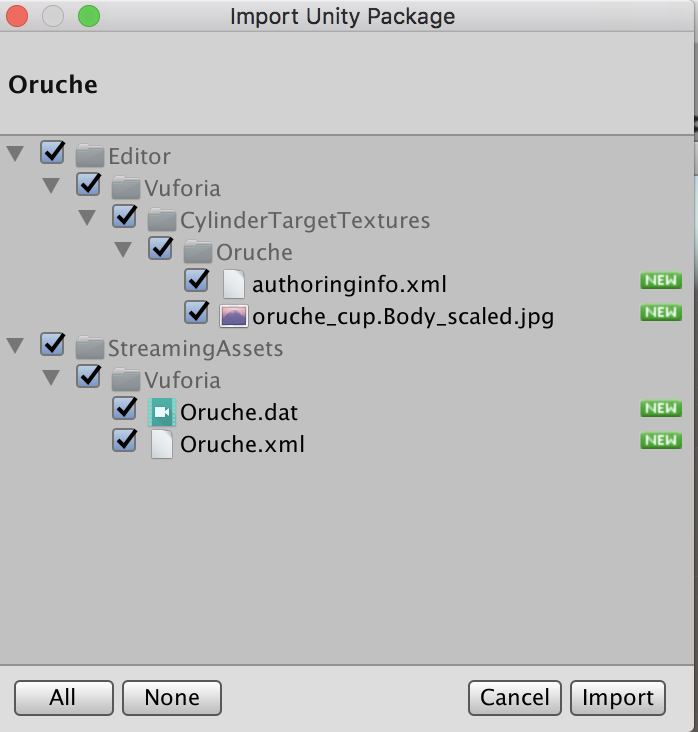 Import Unity Package
Oruche
Editor
Vuforia
CylinderTargetTextures
Oruche
authoringinfo.xml NEW
oruche_cup.Body_scaled.jpg NEW
StreamingAssets
Vuforia
Oruche.dat NEW
Oruche.xml NEW
All None Cancel Import